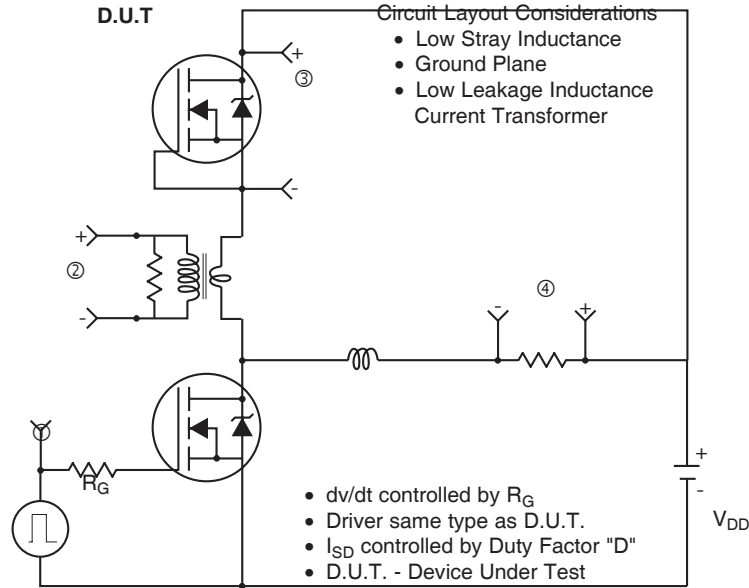 D.U.T
Circuit Layout Considerations
• Low Stray Inductance
• Ground Plane
• Low Leakage Inductance
Current Transformer
+
③
-
+
②
-
-
④
+
①
R_G
+
-
V_DD
• dv/dt controlled by R_G
• Driver same type as D.U.T.
• I_SD controlled by Duty Factor "D"
• D.U.T. - Device Under Test